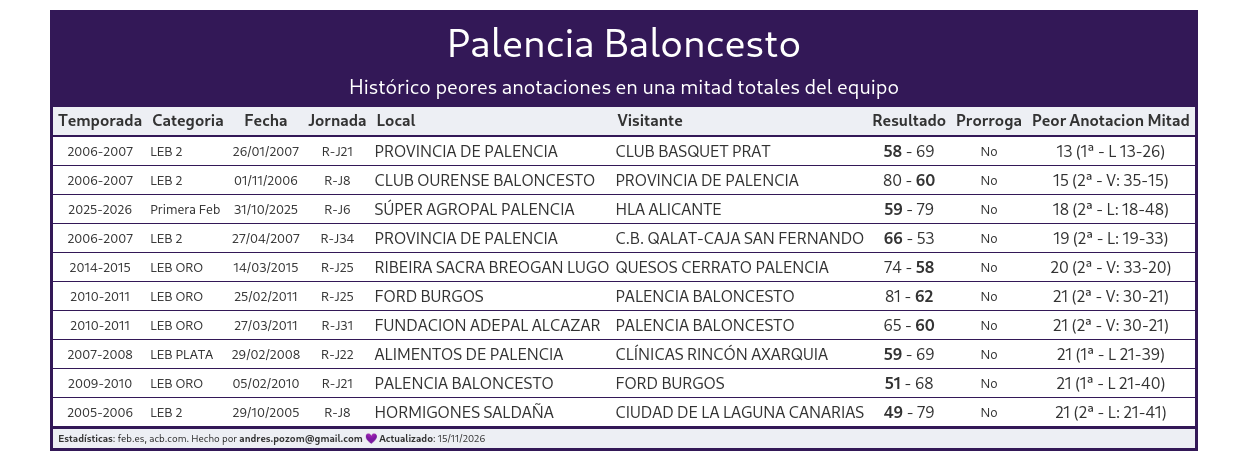 Palencia Baloncesto
Histórico peores anotaciones en una mitad totales del equipo
Temporada Categoria Fecha Jornada Local Visitante Resultado Prorroga Peor Anotacion Mitad
2006-2007 LEB 2 26/01/2007 R-J21 PROVINCIA DE PALENCIA CLUB BASQUET PRAT 58 - 69 No 13 (1ª - L 13-26)
2006-2007 LEB 2 01/11/2006 R-J8 CLUB OURENSE BALONCESTO PROVINCIA DE PALENCIA 80 - 60 No 15 (2ª - V: 35-15)
2025-2026 Primera Feb 31/10/2025 R-J6 SÚPER AGROPAL PALENCIA HLA ALICANTE 59 - 79 No 18 (2ª - L: 18-48)
2006-2007 LEB 2 27/04/2007 R-J34 PROVINCIA DE PALENCIA C.B. QALAT-CAJA SAN FERNANDO 66 - 53 No 19 (2ª - L: 19-33)
2014-2015 LEB ORO 14/03/2015 R-J25 RIBEIRA SACRA BREOGAN LUGO QUESOS CERRATO PALENCIA 74 - 58 No 20 (2ª - V: 33-20)
2010-2011 LEB ORO 25/02/2011 R-J25 FORD BURGOS PALENCIA BALONCESTO 81 - 62 No 21 (2ª - V: 30-21)
2010-2011 LEB ORO 27/03/2011 R-J31 FUNDACION ADEPAL ALCAZAR PALENCIA BALONCESTO 65 - 60 No 21 (2ª - V: 30-21)
2007-2008 LEB PLATA 29/02/2008 R-J22 ALIMENTOS DE PALENCIA CLÍNICAS RINCÓN AXARQUIA 59 - 69 No 21 (1ª - L 21-39)
2009-2010 LEB ORO 05/02/2010 R-J21 PALENCIA BALONCESTO FORD BURGOS 51 - 68 No 21 (1ª - L 21-40)
2005-2006 LEB 2 29/10/2005 R-J8 HORMIGONES SALDAÑA CIUDAD DE LA LAGUNA CANARIAS 49 - 79 No 21 (2ª - L: 21-41)
Estadísticas: feb.es, acb.com. Hecho por andres.pozom@gmail.com 💜 Actualizado: 15/11/2026